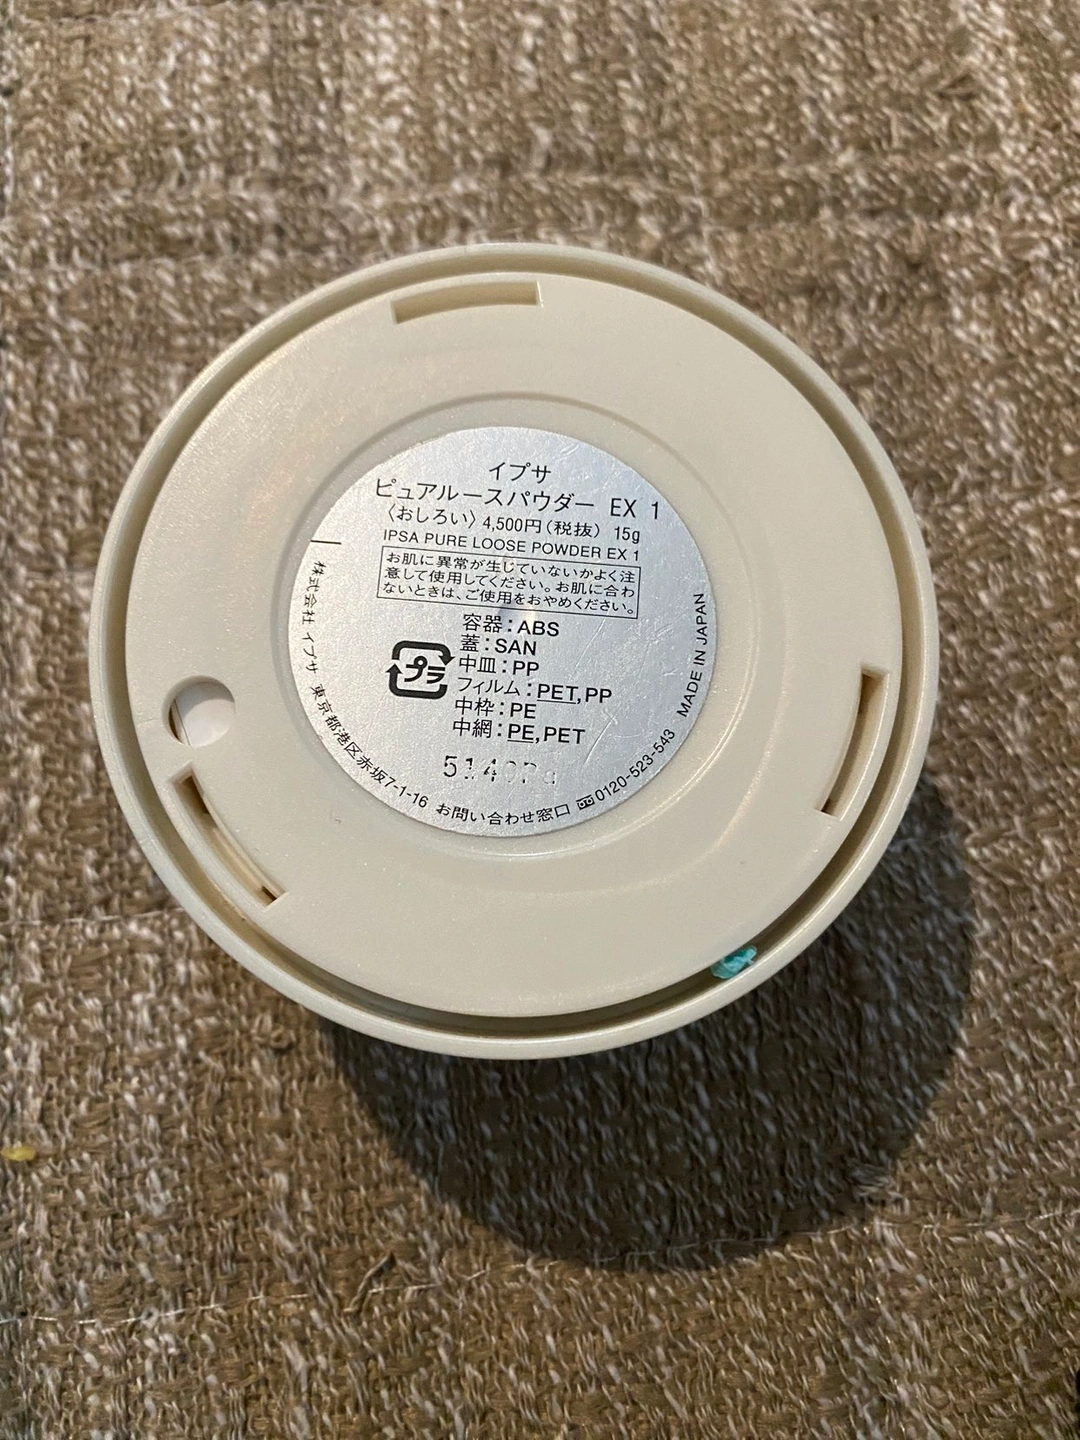 イプサ
ピュアルースパウダー EX 1
〈おしろい〉4,500円(税抜) 15g
IPSA PURE LOOSE POWDER EX 1
お肌に異常が生じていないかよく注
意して使用してください。お肌に合わ
ないときは、ご使用をおやめください。
容器:ABS
蓋:SAN
プラ
中皿:PP
フィルム:PET,PP
中枠:PE
中網:PE,PET
株式会社 イプサ 東京都港区赤坂7-1-16 お問い合わせ窓口 0120-523-543 MADE IN JAPAN